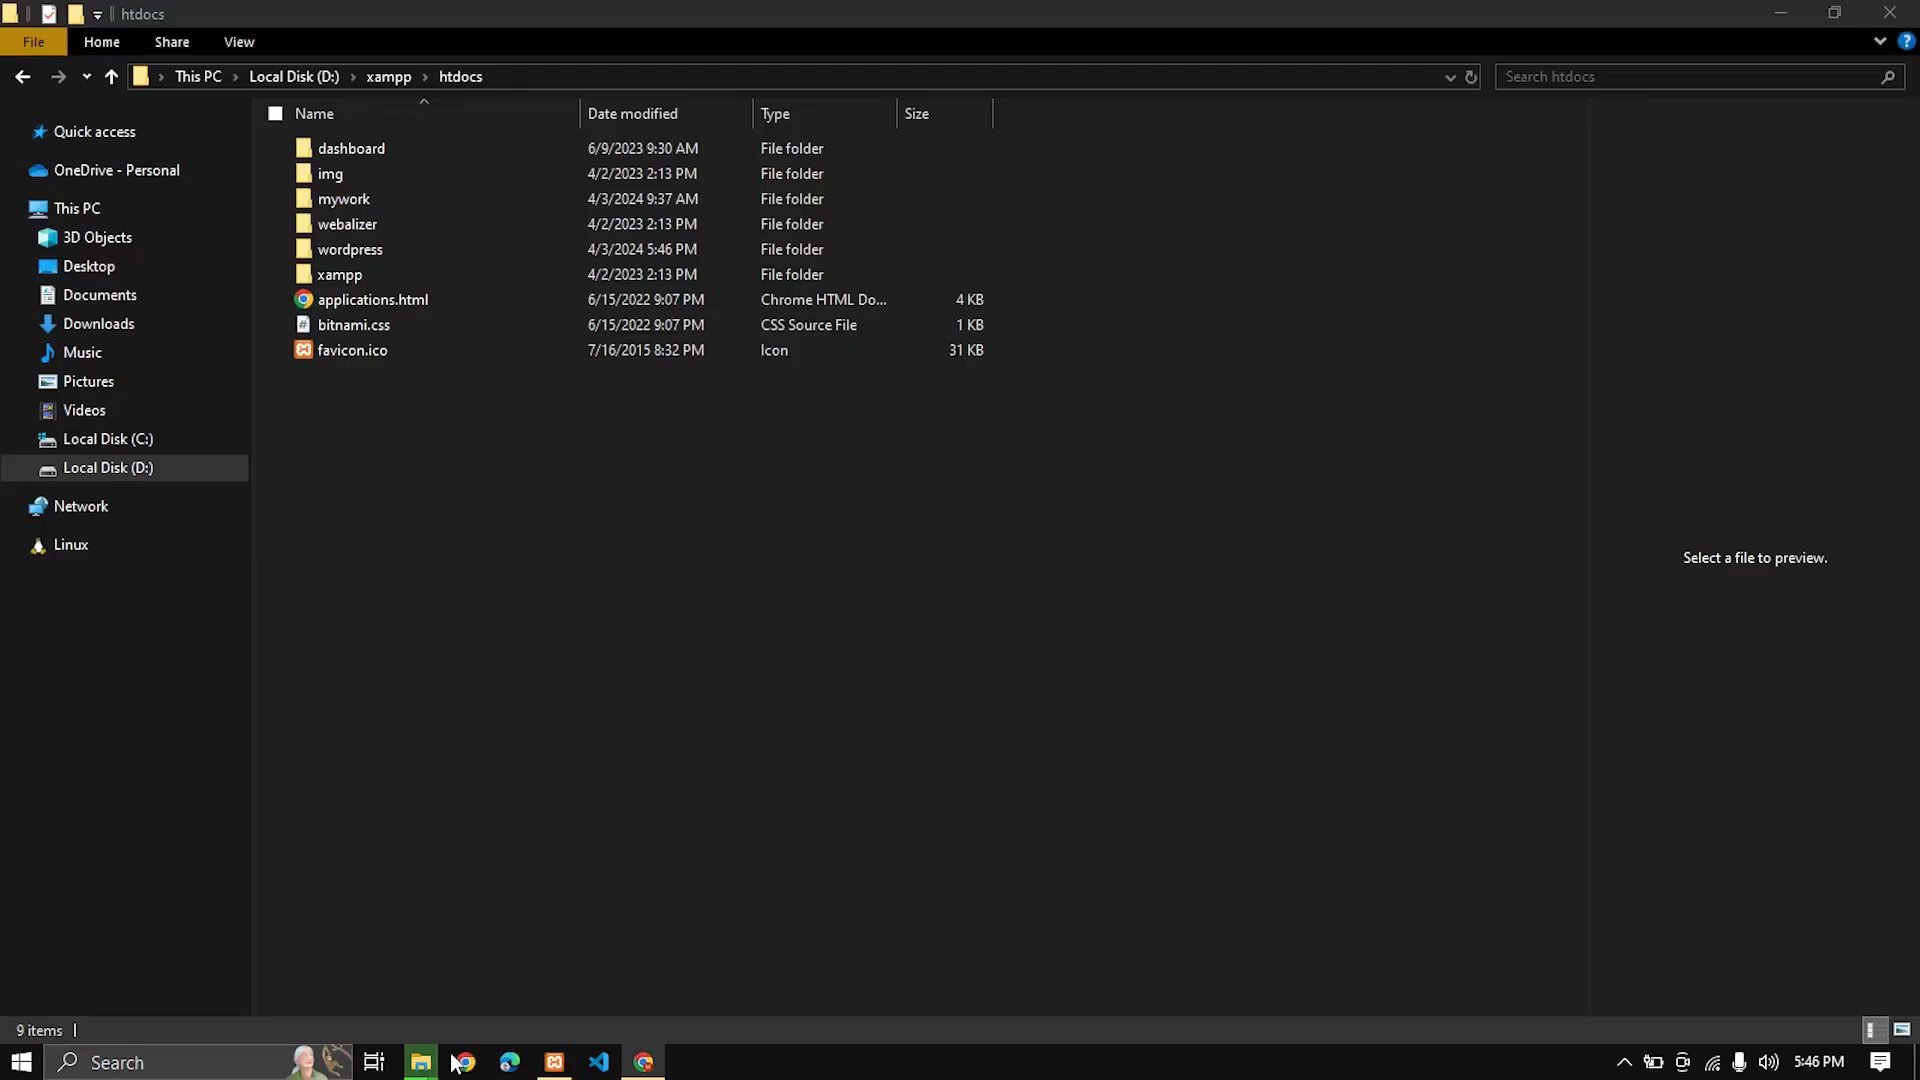 htdocs
File Home Share View
This PC Local Disk (D:) xampp htdocs Search htdocs
Name Date modified Type Size
Quick access
OneDrive - Personal
This PC
3D Objects
Desktop
Documents
Downloads
Music
Pictures
Videos
Local Disk (C:)
Local Disk (D:)
Network
Linux
dashboard 6/9/2023 9:30 AM File folder
img 4/2/2023 2:13 PM File folder
mywork 4/3/2024 9:37 AM File folder
webalizer 4/2/2023 2:13 PM File folder
wordpress 4/3/2024 5:46 PM File folder
xampp 4/2/2023 2:13 PM File folder
applications.html 6/15/2022 9:07 PM Chrome HTML Do... 4 KB
bitnami.css 6/15/2022 9:07 PM CSS Source File 1 KB
favicon.ico 7/16/2015 8:32 PM Icon 31 KB
Select a file to preview.
9 items
Search 5:46 PM